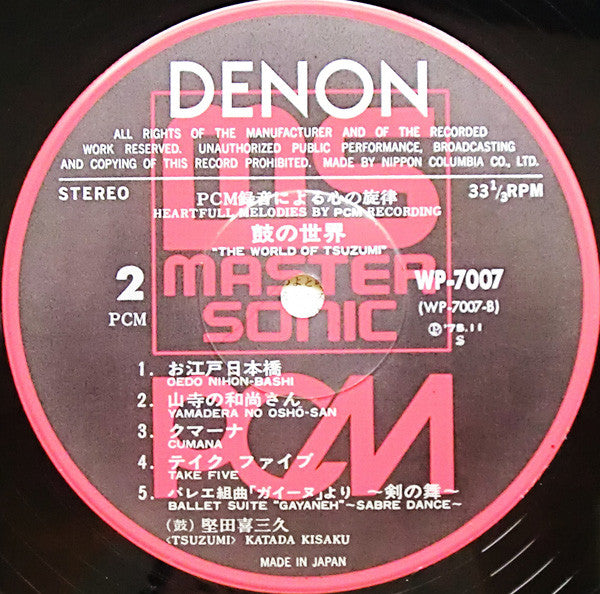 DENON
ALL RIGHTS OF THE MANUFACTURER AND OF THE RECORDED
WORK RESERVED. UNAUTHORIZED PUBLIC PERFORMANCE, BROADCASTING
AND COPYING OF THIS RECORD PROHIBITED. MADE BY NIPPON COLUMBIA CO., LTD.
STEREO
33 1/3 RPM
PCM録音による心の旋律
HEARTFULL MELODIES BY PCM RECORDING
鼓の世界
"THE WORLD OF TSUZUMI"
MS
MASTER
SONIC
PCM
2
PCM
WP-7007
(WP-7007-B)
Ⓟ'78.11
S
1. お江戸日本橋
OEDO NIHON-BASHI
2. 山寺の和尚さん
YAMADERA NO OSHŌ-SAN
3. クマーナ
CUMANA
4. テイク ファイブ
TAKE FIVE
5. バレエ組曲「ガイーヌ」より ～剣の舞～
BALLET SUITE "GAYANEH"~SABRE DANCE~
(鼓) 堅田喜三久
<TSUZUMI> KATADA KISAKU
MADE IN JAPAN